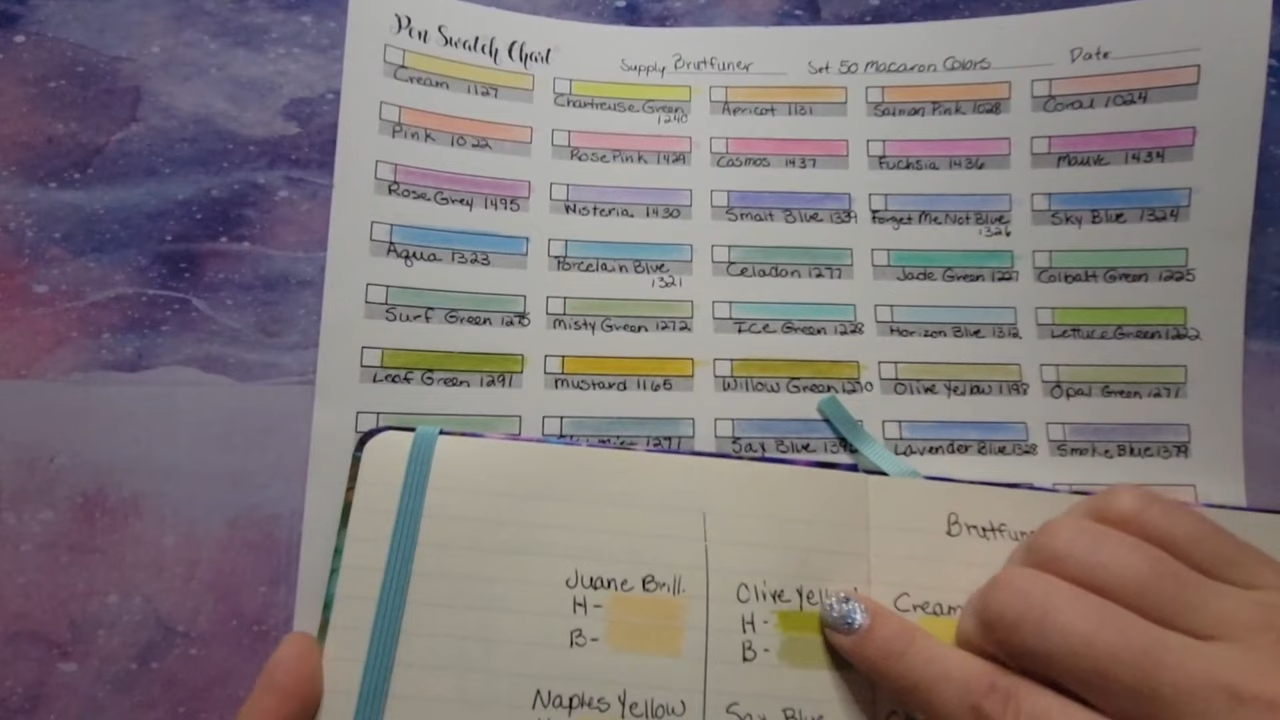 Pen Swatch Chart
Supply Brutfuner Set 50 Macaron Colors Date
Cream 1127
Chartreuse Green 1240
Apricot 1131
Salmon Pink 1028
Coral 1024
Pink 1022
Rose Pink 1429
Cosmos 1437
Fuchsia 1436
Mauve 1434
Rose Grey 1495
Wisteria 1430
Smalt Blue 1339
Forget Me Not Blue 1326
Sky Blue 1324
Aqua 1323
Porcelain Blue 1321
Celadon 1277
Jade Green 1227
Colbalt Green 1225
Surf Green 1275
Misty Green 1272
Ice Green 1228
Horizon Blue 1312
Lettuce Green 1222
Leaf Green 1291
Mustard 1165
Willow Green 1270
Olive Yellow 1198
Opal Green 1271
1297
Sax Blue
Lavender Blue 1328
Smoke Blue 1379
Juane Brill.
H-
B-
Naples Yellow
Olive
H-
B-
Sax Blue
Cream